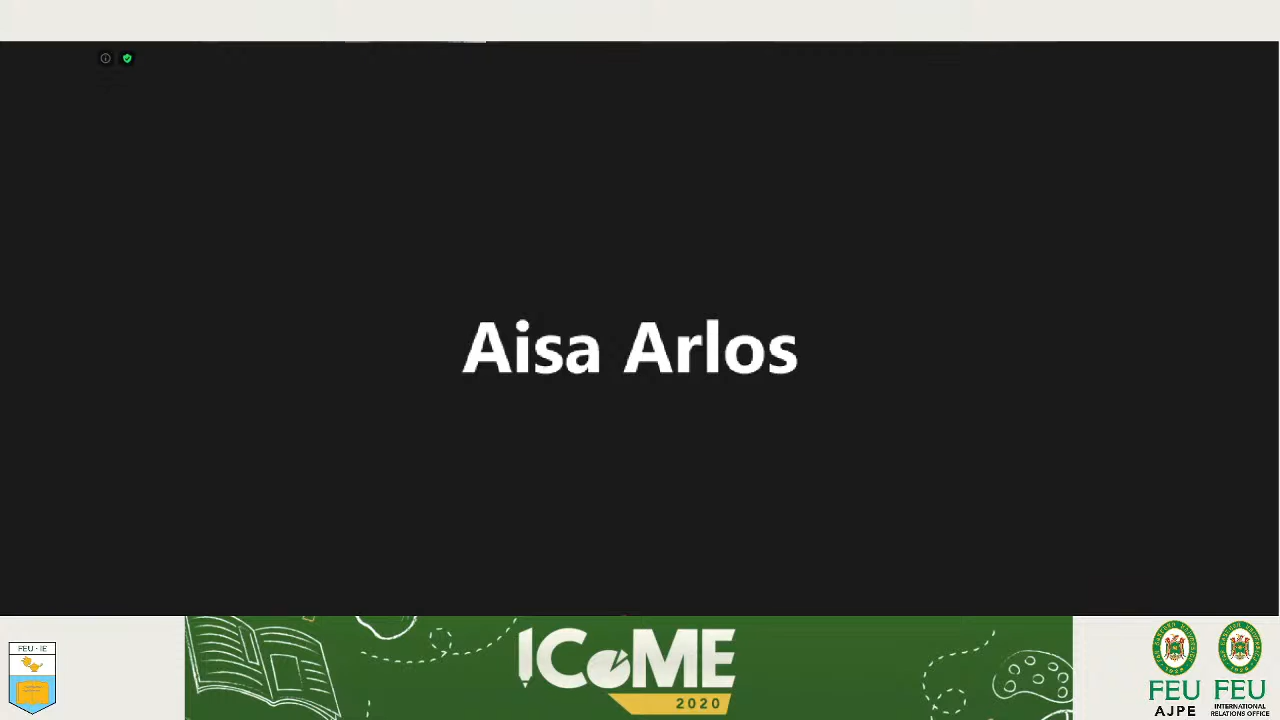 Aisa Arlos
FEU - IE
ICoME
2020
FEU
AJPE
FEU
INTERNATIONAL
RELATIONS OFFICE